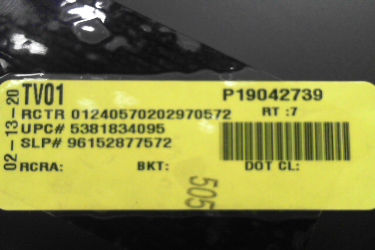 TV01 P19042739
RCTR 01240570202970572 RT :7
UPC# 5381834095
SLP# 96152877572
RCRA: BKT: DOT CL:
02-13-20
505